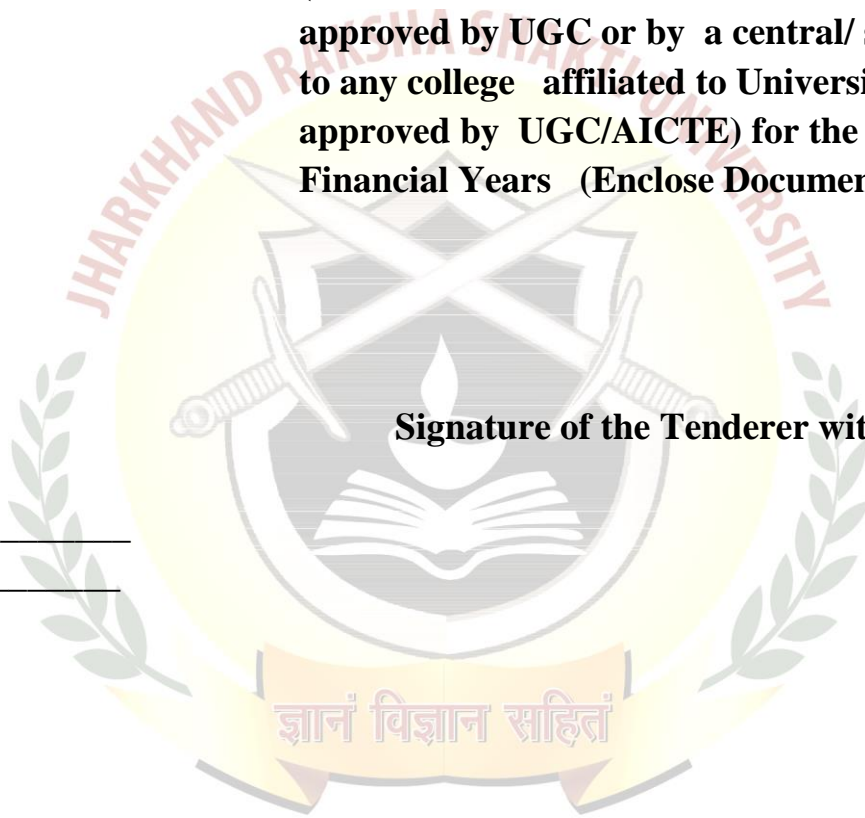 approved by UGC or by a central/
to any college affiliated to Universi
approved by UGC/AICTE) for the
Financial Years (Enclose Documen
JHARKHAND RAKSHA SHAKTI UNIVERSITY
Signature of the Tenderer wit
ज्ञानं विज्ञान सहितं